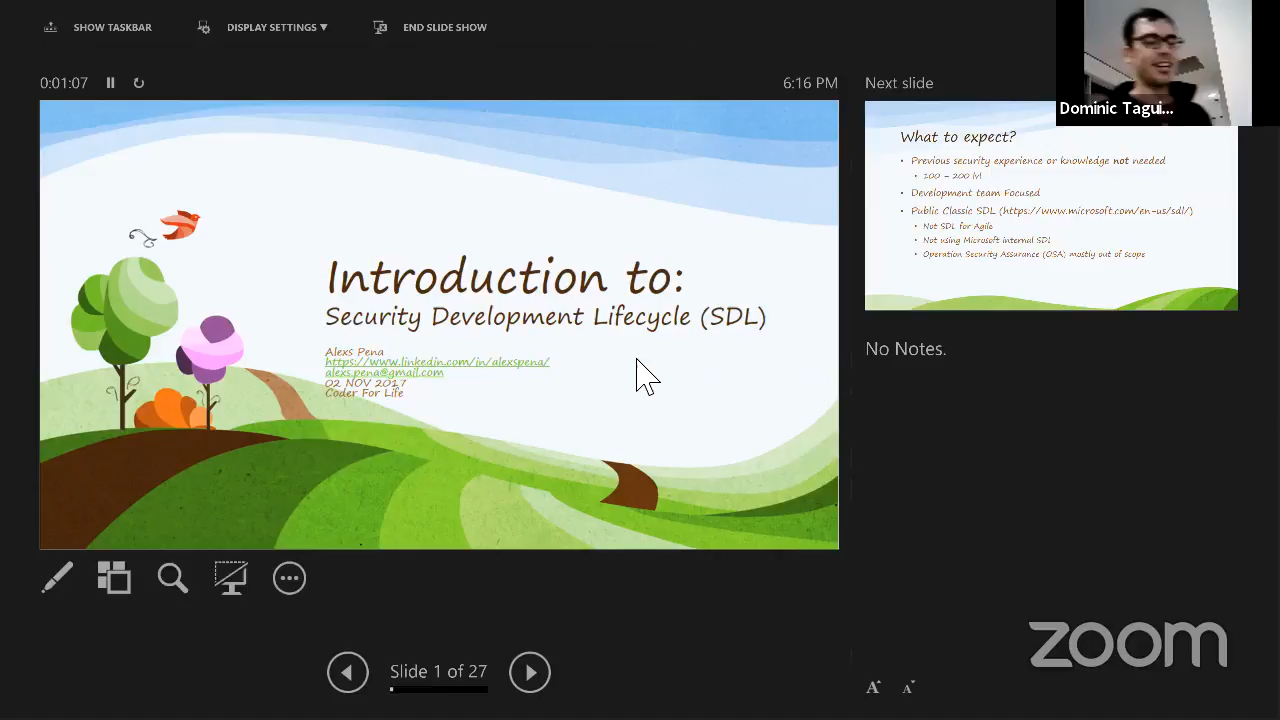 SHOW TASKBAR DISPLAY SETTINGS ▼ END SLIDE SHOW
0:01:07 6:16 PM
Introduction to:
Security Development Lifecycle (SDL)
Alexs Pena
https://www.linkedin.com/in/alexspena/
alexs.pena@gmail.com
02 NOV 2017
Coder For Life
Slide 1 of 27
Next slide
Dominic Tagui...
What to expect?
• Previous security experience or knowledge not needed
• 100 – 200 lvl
• Development team Focused
• Public Classic SDL (https://www.microsoft.com/en-us/sdl/)
• Not SDL for Agile
• Not using Microsoft internal SDL
• Operation Security Assurance (OSA) mostly out of scope
No Notes.
zoom
A A